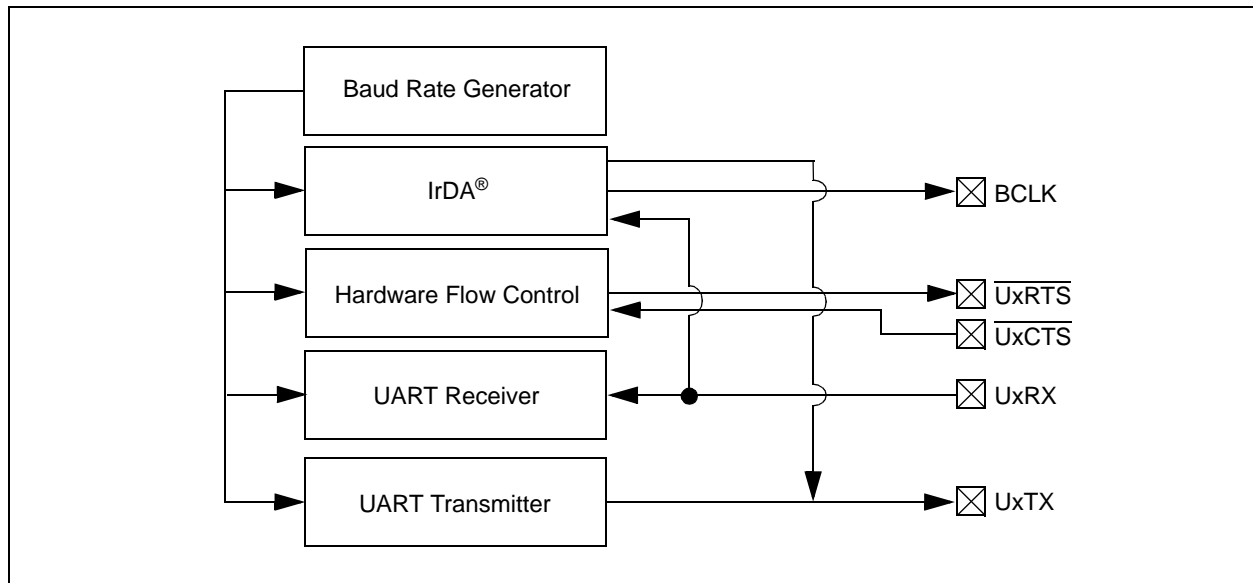 Baud Rate Generator
IrDA®
BCLK
Hardware Flow Control
UxRTS
UxCTS
UART Receiver
UxRX
UART Transmitter
UxTX